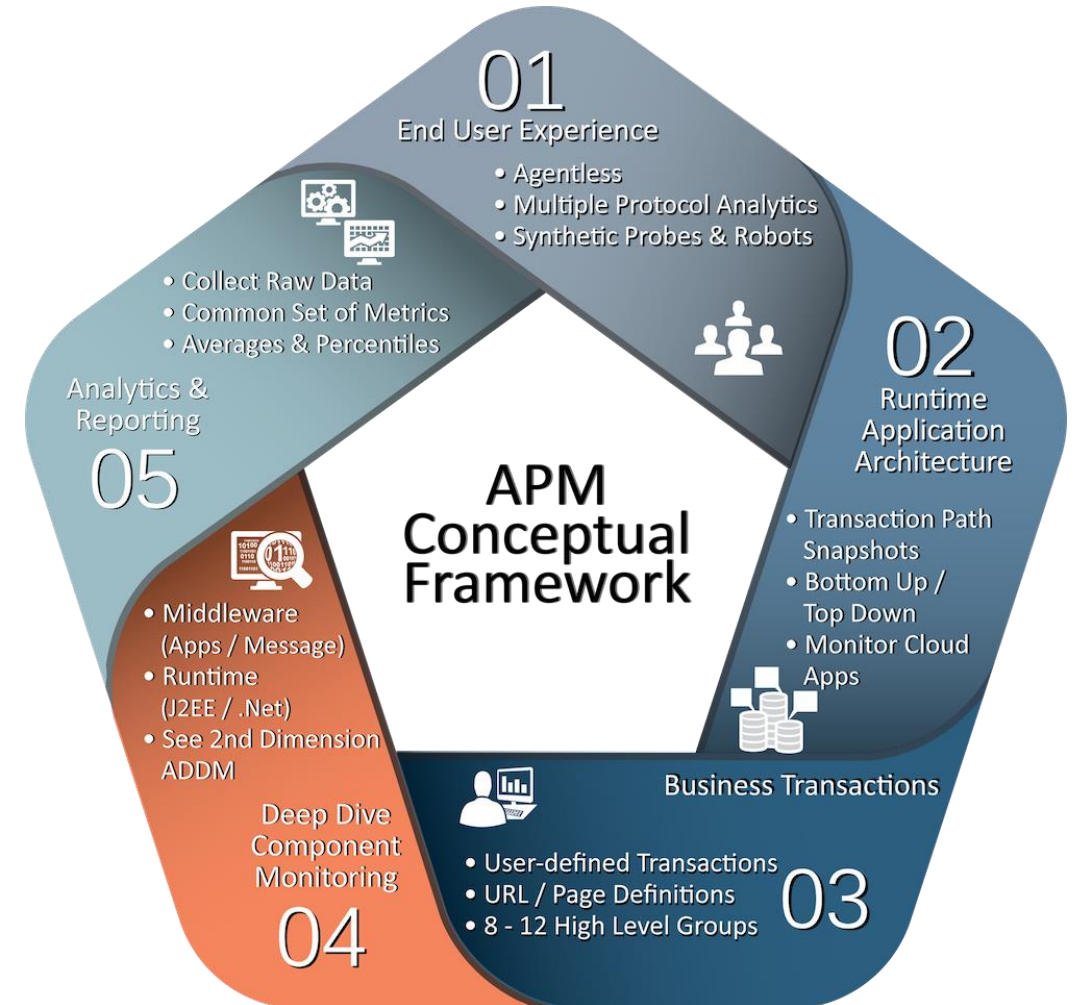 01
End User Experience
• Agentless
• Multiple Protocol Analytics
• Synthetic Probes & Robots
02
Runtime
Application
Architecture
• Transaction Path
Snapshots
• Bottom Up /
Top Down
• Monitor Cloud
Apps
Business Transactions
• User-defined Transactions
• URL / Page Definitions
• 8 - 12 High Level Groups
03
• Middleware
(Apps / Message)
• Runtime
(J2EE / .Net)
• See 2nd Dimension
ADDM
Deep Dive
Component
Monitoring
04
• Collect Raw Data
• Common Set of Metrics
• Averages & Percentiles
Analytics &
Reporting
05
APM
Conceptual
Framework